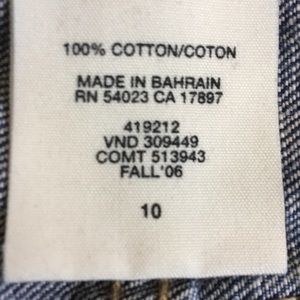 100% COTTON/COTON
MADE IN BAHRAIN
RN 54023 CA 17897
419212
VND 309449
COMT 513943
FALL'06
10